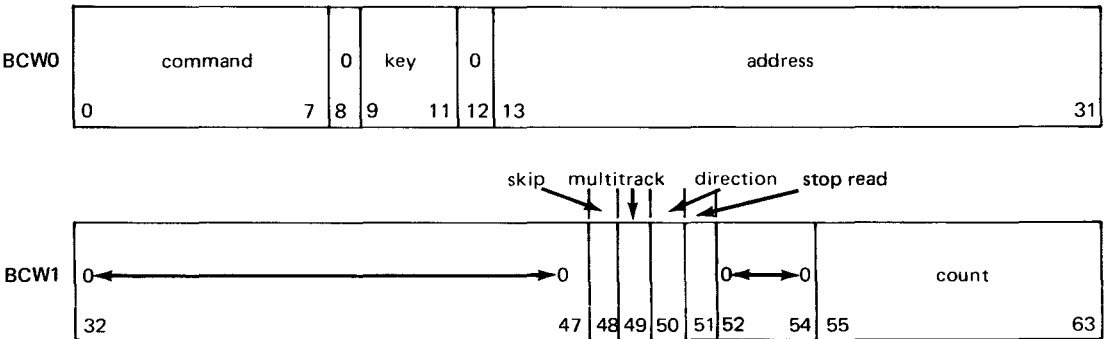 BCW0 command 0 key 0 address
0 7 8 9 11 12 13 31
skip multitrack direction stop read
BCW1 0 0 0 0 count
32 47 48 49 50 51 52 54 55 63